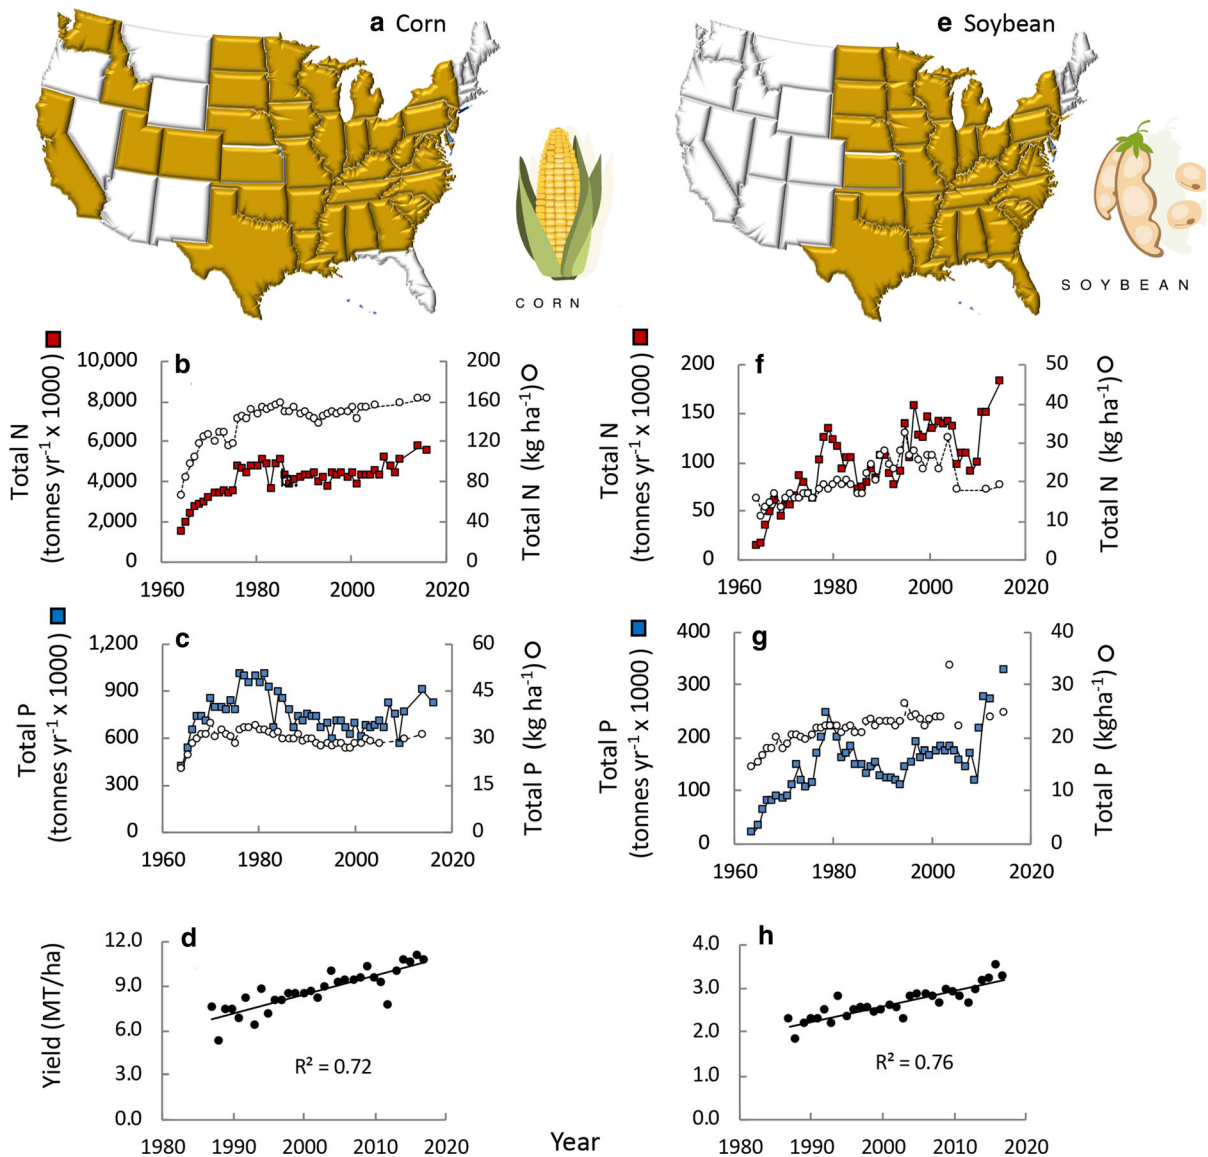 a Corn
e Soybean
CORN
SOYBEAN
b
Total N
(tonnes yr⁻¹ x 1000)
10,000
8,000
6,000
4,000
2,000
0
200
160
120
80
40
0
Total N (kg ha⁻¹)
1960 1980 2000 2020
f
Total N
(tonnes yr⁻¹ x 1000)
200
150
100
50
0
50
40
30
20
10
0
Total N (kg ha⁻¹)
1960 1980 2000 2020
c
Total P
(tonnes yr⁻¹ x 1000)
1,200
900
600
300
0
60
45
30
15
0
Total P (kg ha⁻¹)
1960 1980 2000 2020
g
Total P
(tonnes yr⁻¹ x 1000)
400
300
200
100
0
40
30
20
10
0
Total P (kgha⁻¹)
1960 1980 2000 2020
d
Yield (MT/ha)
12.0
9.0
6.0
3.0
0.0
R² = 0.72
1980 1990 2000 2010 2020
h
4.0
3.0
2.0
1.0
0.0
R² = 0.76
1980 1990 2000 2010 2020
Year